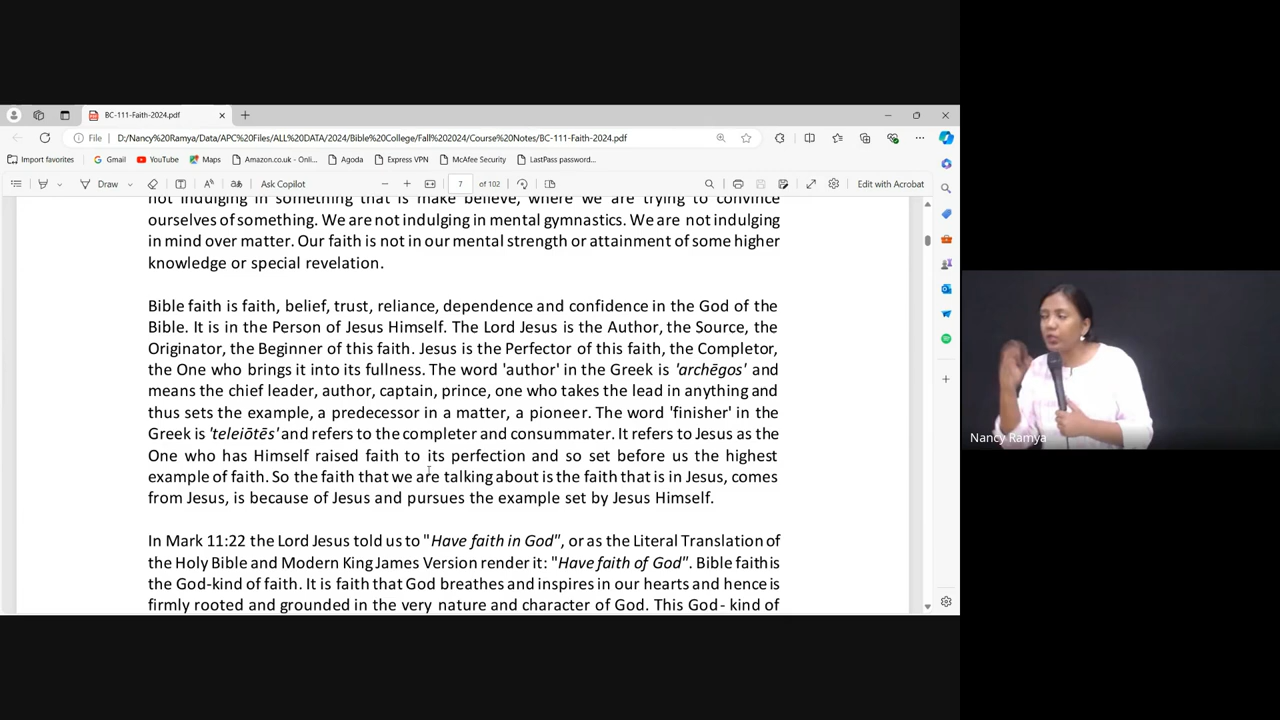 BC-111-Faith-2024.pdf
File
D:/Nancy%20Ramya/Data/APC%20Files/ALL%20DATA/2024/Bible%20College/Fall%202024/Course%20Notes/BC-111-Faith-2024.pdf
Import favorites Gmail YouTube Maps Amazon.co.uk - Onli... Agoda Express VPN McAfee Security LastPass password...
Draw Ask Copilot 7 of 102 Edit with Acrobat
not indulging in something that is make believe, where we are trying to convince
ourselves of something. We are not indulging in mental gymnastics. We are not indulging
in mind over matter. Our faith is not in our mental strength or attainment of some higher
knowledge or special revelation.
Bible faith is faith, belief, trust, reliance, dependence and confidence in the God of the
Bible. It is in the Person of Jesus Himself. The Lord Jesus is the Author, the Source, the
Originator, the Beginner of this faith. Jesus is the Perfector of this faith, the Completor,
the One who brings it into its fullness. The word 'author' in the Greek is 'archēgos' and
means the chief leader, author, captain, prince, one who takes the lead in anything and
thus sets the example, a predecessor in a matter, a pioneer. The word 'finisher' in the
Greek is 'teleiōtēs' and refers to the completer and consummater. It refers to Jesus as the
One who has Himself raised faith to its perfection and so set before us the highest
example of faith. So the faith that we are talking about is the faith that is in Jesus, comes
from Jesus, is because of Jesus and pursues the example set by Jesus Himself.
In Mark 11:22 the Lord Jesus told us to "Have faith in God", or as the Literal Translation of
the Holy Bible and Modern King James Version render it: "Have faith of God". Bible faith is
the God-kind of faith. It is faith that God breathes and inspires in our hearts and hence is
firmly rooted and grounded in the very nature and character of God. This God- kind of
Nancy Ramya